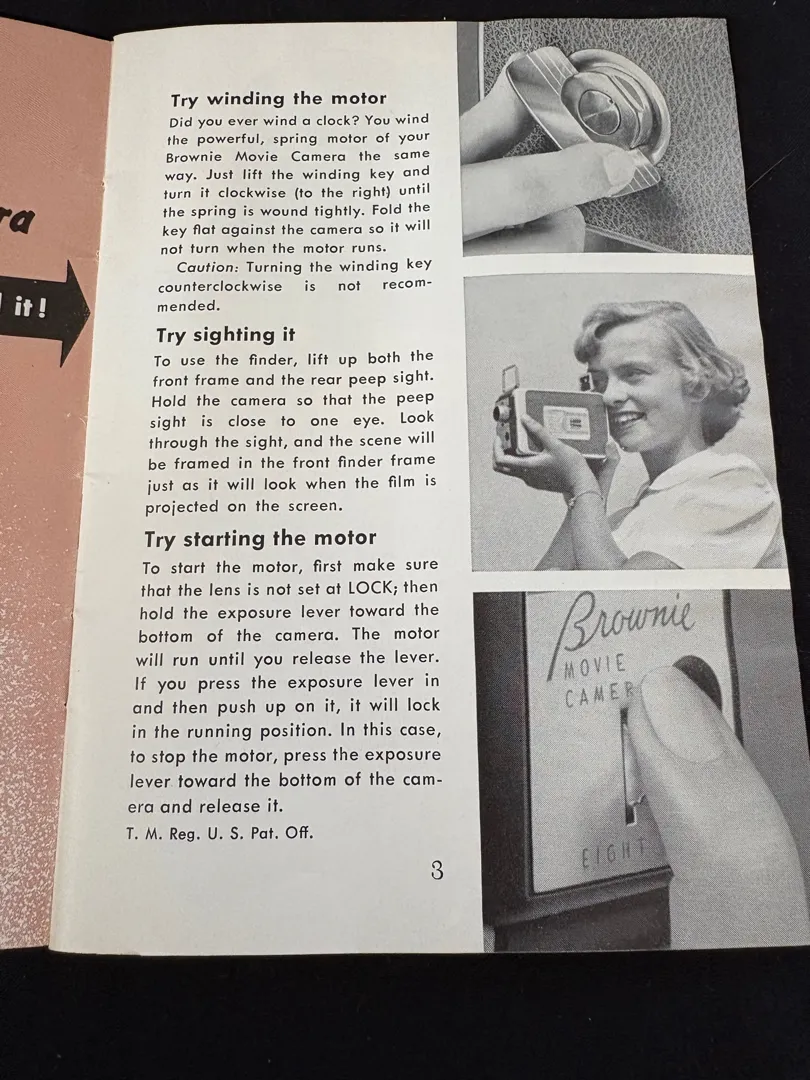 ra
it!
Try winding the motor
Did you ever wind a clock? You wind
the powerful, spring motor of your
Brownie Movie Camera the same
way. Just lift the winding key and
turn it clockwise (to the right) until
the spring is wound tightly. Fold the
key flat against the camera so it will
not turn when the motor runs.
Caution: Turning the winding key
counterclockwise is not recom-
mended.
Try sighting it
To use the finder, lift up both the
front frame and the rear peep sight.
Hold the camera so that the peep
sight is close to one eye. Look
through the sight, and the scene will
be framed in the front finder frame
just as it will look when the film is
projected on the screen.
Try starting the motor
To start the motor, first make sure
that the lens is not set at LOCK; then
hold the exposure lever toward the
bottom of the camera. The motor
will run until you release the lever.
If you press the exposure lever in
and then push up on it, it will lock
in the running position. In this case,
to stop the motor, press the exposure
lever toward the bottom of the cam-
era and release it.
T. M. Reg. U. S. Pat. Off.
3
Brownie
MOVIE
CAMER
EIGHT